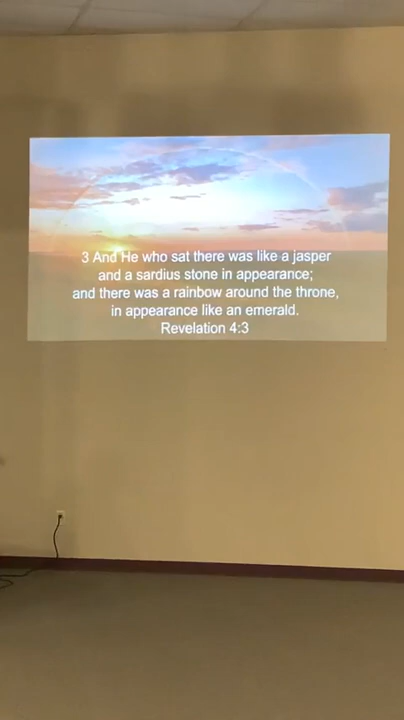 3 And He who sat there was like a jasper
and a sardius stone in appearance;
and there was a rainbow around the throne,
in appearance like an emerald.
Revelation 4:3